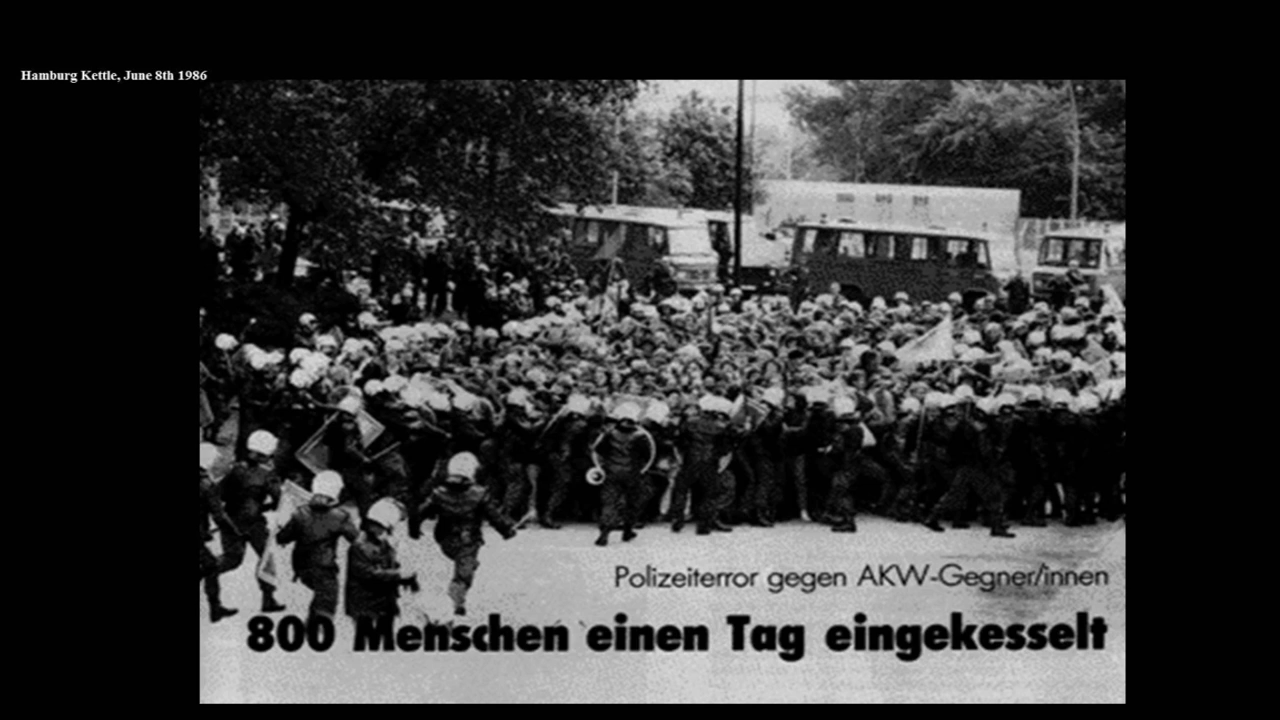 Hamburg Kettle, June 8th 1986
Polizeiterror gegen AKW-Gegner/innen
800 Menschen einen Tag eingekesselt